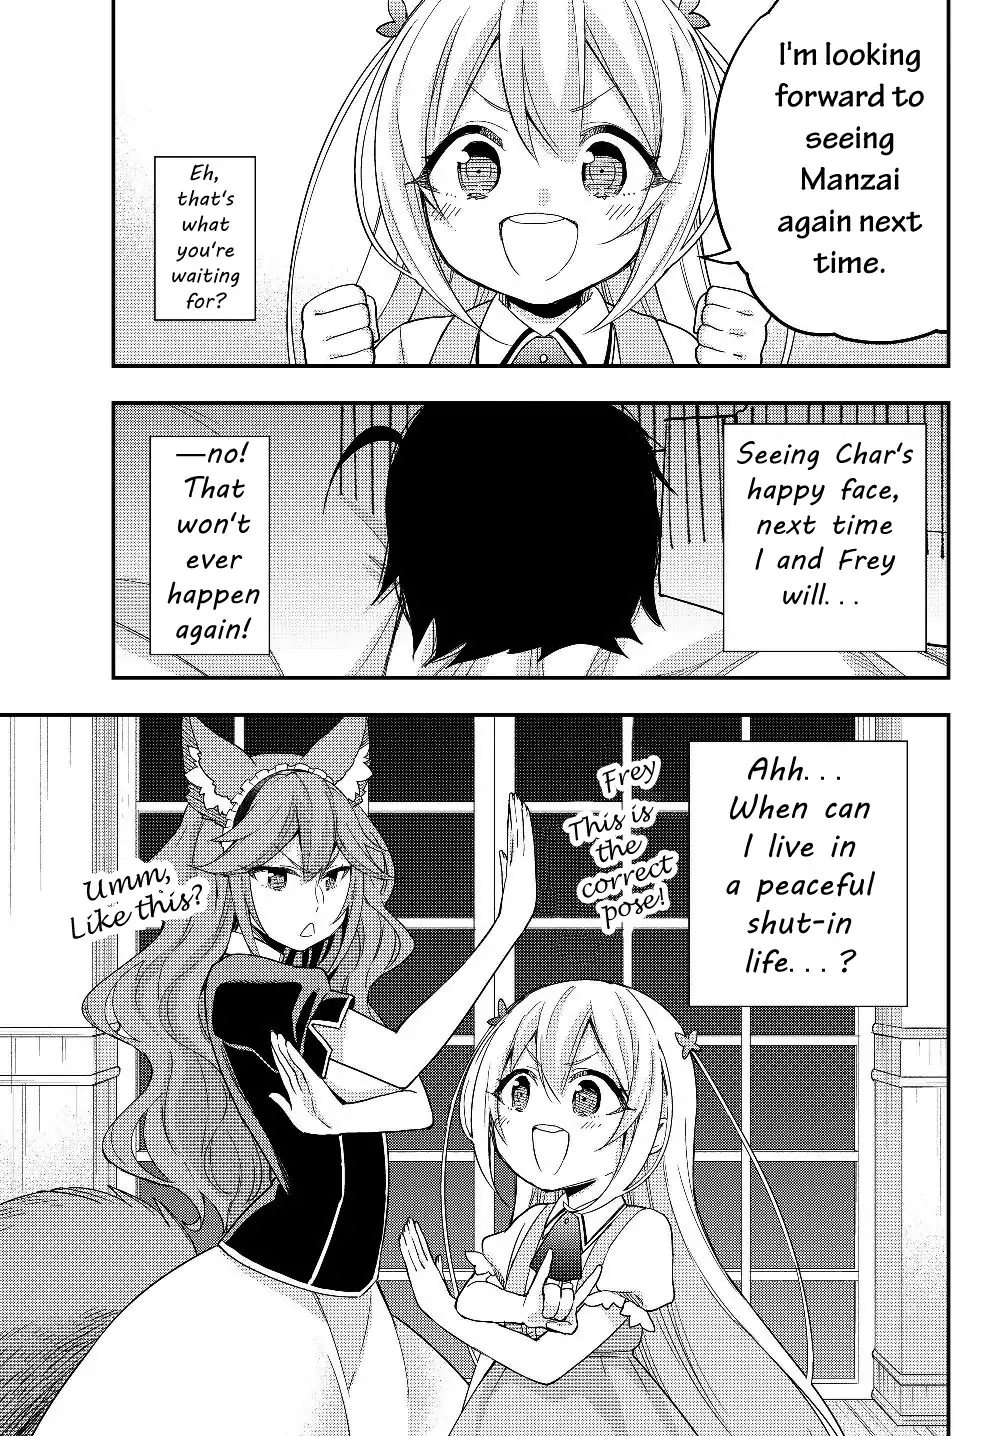 I'm looking
forward to
seeing
Manzai
again next
time.
Eh,
that's
what
you're
waiting
for?
Seeing Char's
happy face,
next time
I and Frey
will...
—no!
That
won't
ever
happen
again!
Ahh...
When can
I live in
a peaceful
shut-in
life...?
Frey
This is
the
correct
pose!
Umm,
Like this?